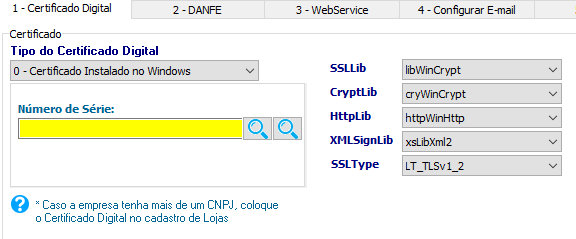 1 - Certificado Digital
2 - DANFE
3 - WebService
4 - Configurar E-mail
Certificado
Tipo do Certificado Digital
0 - Certificado Instalado no Windows
Número de Série:
* Caso a empresa tenha mais de um CNPJ, coloque
o Certificado Digital no cadastro de Lojas
SSLLib
libWinCrypt
CryptLib
cryWinCrypt
HttpLib
httpWinHttp
XMLSignLib
xsLibXml2
SSLType
LT_TLSv1_2